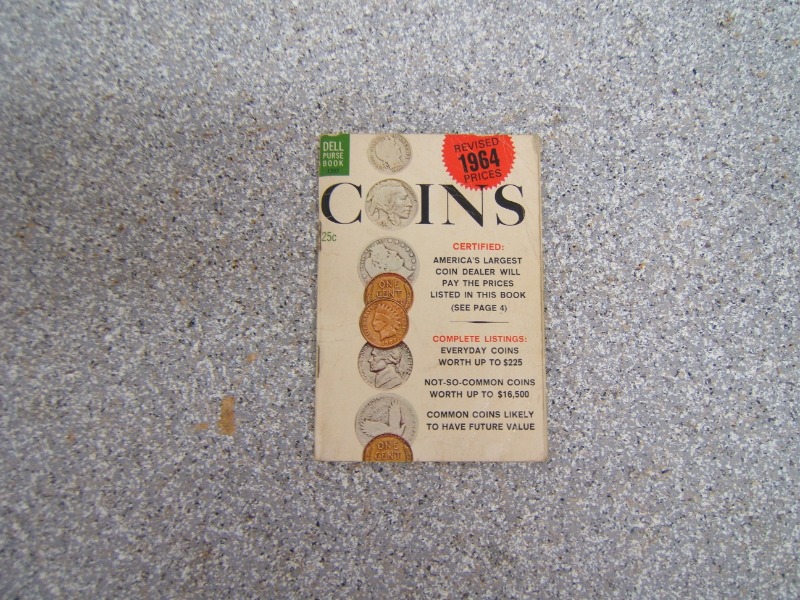 DELL
PURSE
BOOK
REVISED
1964
PRICES
COINS
25c
CERTIFIED:
AMERICA'S LARGEST
COIN DEALER WILL
PAY THE PRICES
LISTED IN THIS BOOK
(SEE PAGE 4)
ONE
CENT
COMPLETE LISTINGS:
EVERYDAY COINS
WORTH UP TO $225
NOT-SO-COMMON COINS
WORTH UP TO $16,500
COMMON COINS LIKELY
TO HAVE FUTURE VALUE
ONE
CENT